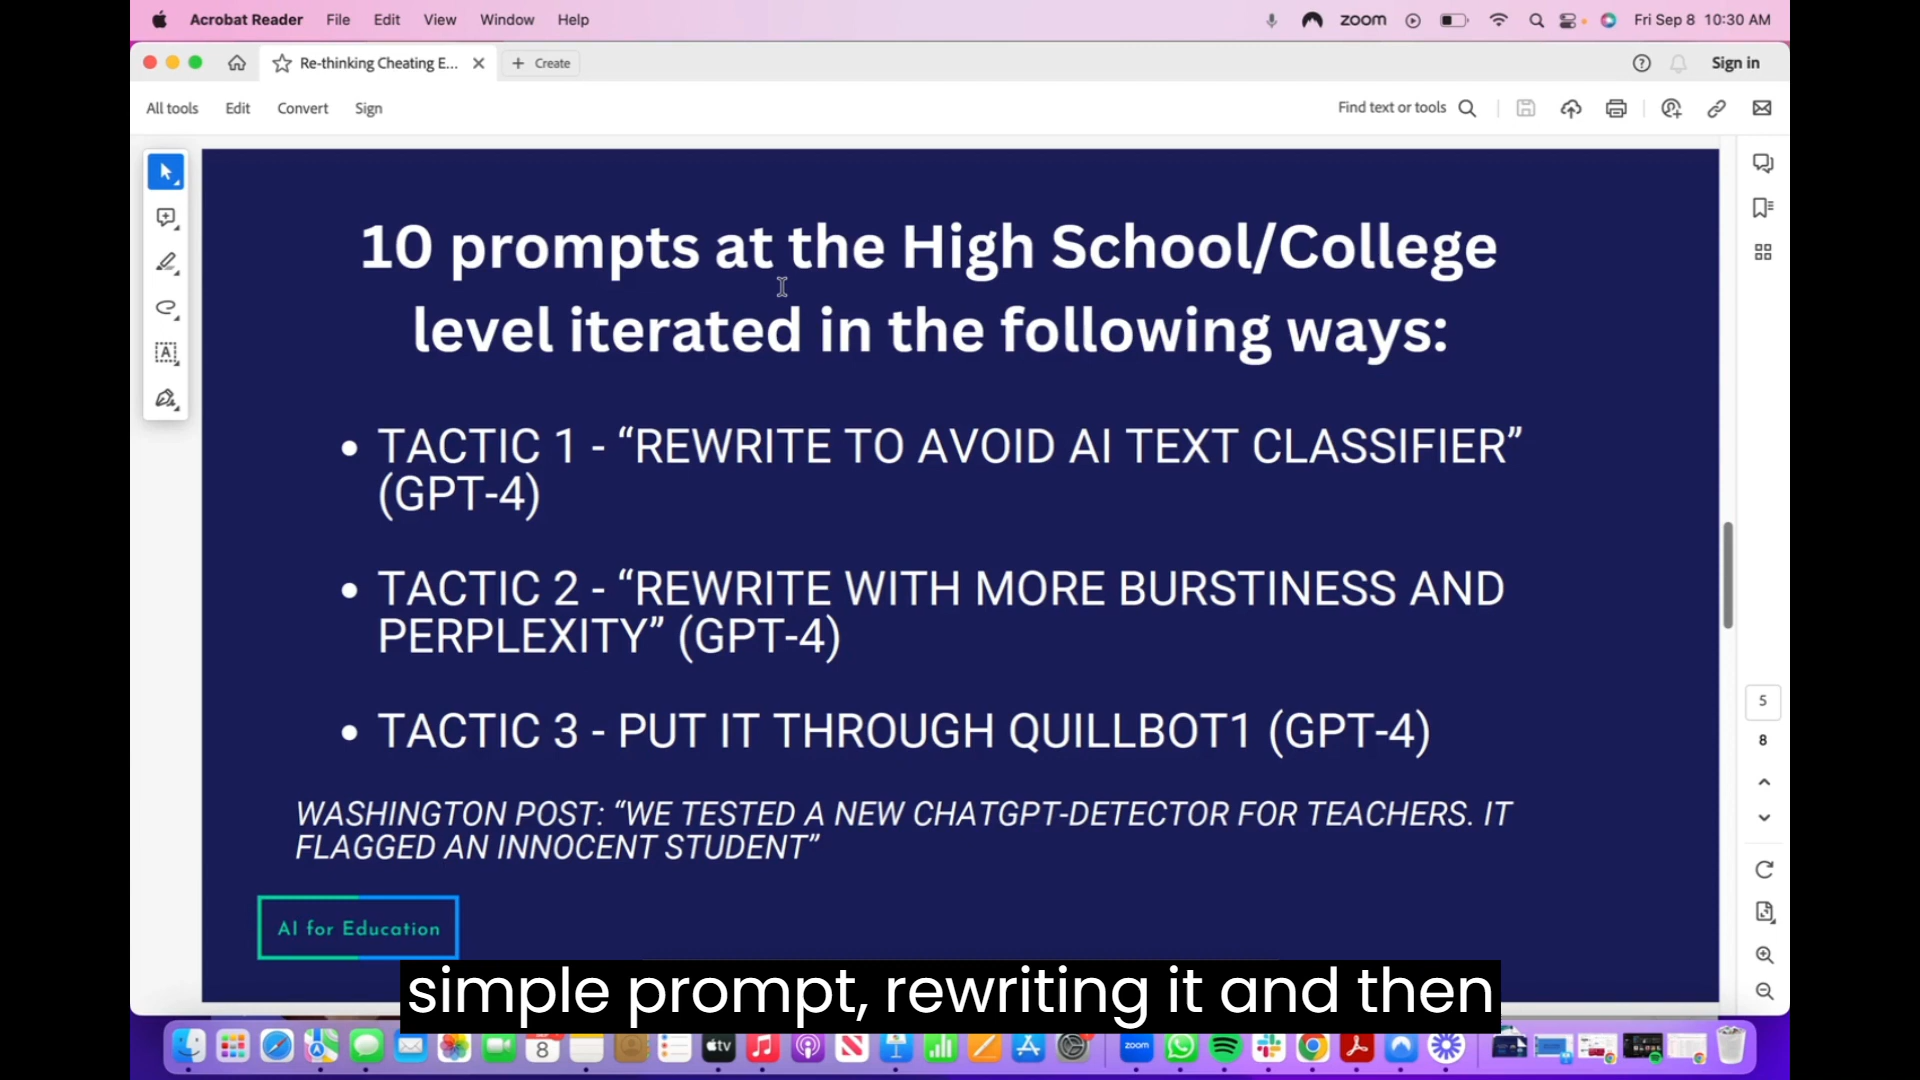 Acrobat Reader File Edit View Window Help zoom Fri Sep 8 10:30 AM
Re-thinking Cheating E... Create Sign in
All tools Edit Convert Sign Find text or tools
10 prompts at the High School/College
level iterated in the following ways:
• TACTIC 1 - “REWRITE TO AVOID AI TEXT CLASSIFIER”
(GPT-4)
• TACTIC 2 - “REWRITE WITH MORE BURSTINESS AND
PERPLEXITY” (GPT-4)
• TACTIC 3 - PUT IT THROUGH QUILLBOT1 (GPT-4)
5
8
WASHINGTON POST: “WE TESTED A NEW CHATGPT-DETECTOR FOR TEACHERS. IT
FLAGGED AN INNOCENT STUDENT”
AI for Education
simple prompt, rewriting it and then
8 tv zoom